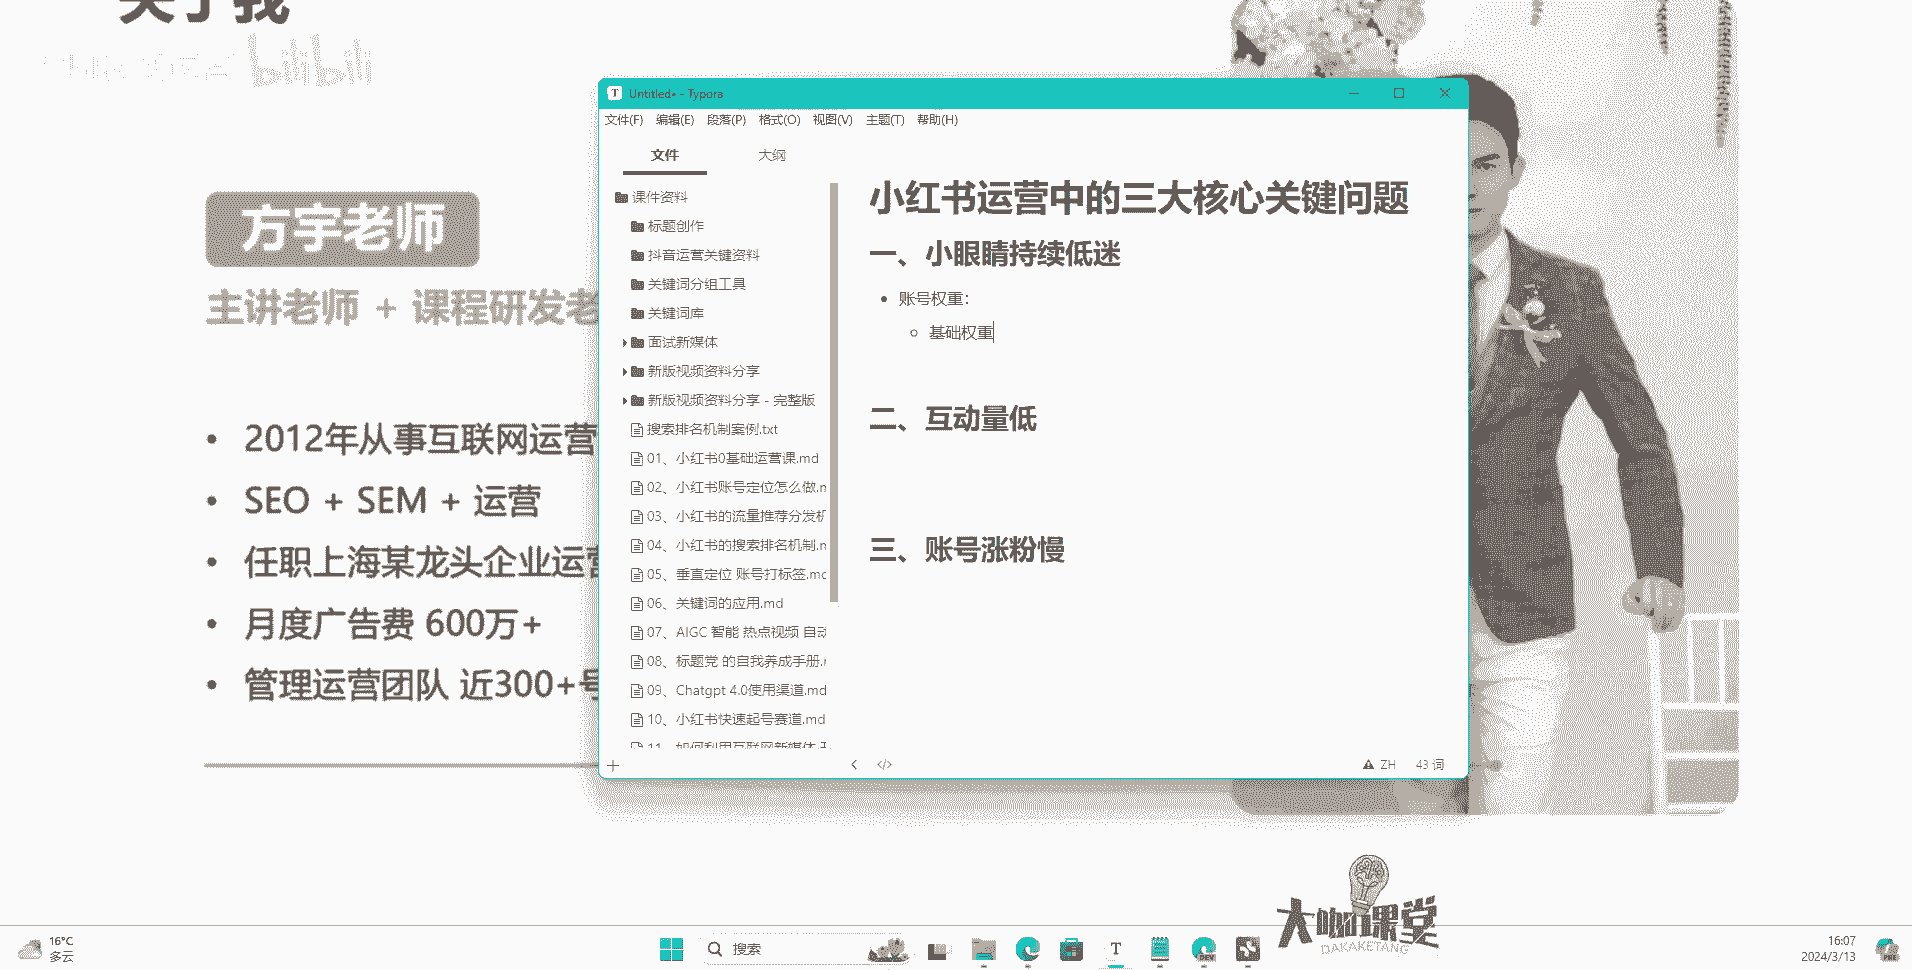 关于我
bilibili
方宇老师
主讲老师 + 课程研发老
2012年从事互联网运营
SEO + SEM + 运营
任职上海某龙头企业运营
月度广告费 600万+
管理运营团队 近300+号
Untitled• - Typora
文件(F) 编辑(E) 段落(P) 格式(O) 视图(V) 主题(T) 帮助(H)
文件 大纲
课件资料
标题创作
抖音运营关键资料
关键词分组工具
关键词库
面试新媒体
新版视频资料分享
新版视频资料分享 - 完整版
搜索排名机制案例.txt
01、小红书0基础运营课.md
02、小红书账号定位怎么做.m
03、小红书的流量推荐分发机
04、小红书的搜索排名机制.m
05、垂直定位 账号打标签.md
06、关键词的应用.md
07、AIGC 智能 热点视频 自动
08、标题党 的自我养成手册.m
09、Chatgpt 4.0使用渠道.md
10、小红书快速起号赛道.md
11、如何利用互联网新媒体
小红书运营中的三大核心关键问题
一、小眼睛持续低迷
账号权重：
基础权重
二、互动量低
三、账号涨粉慢
ZH 43 词
大咖课堂
DAKAKETANG
16°C
多云
搜索
DEV
16:07
2024/3/13
PRE